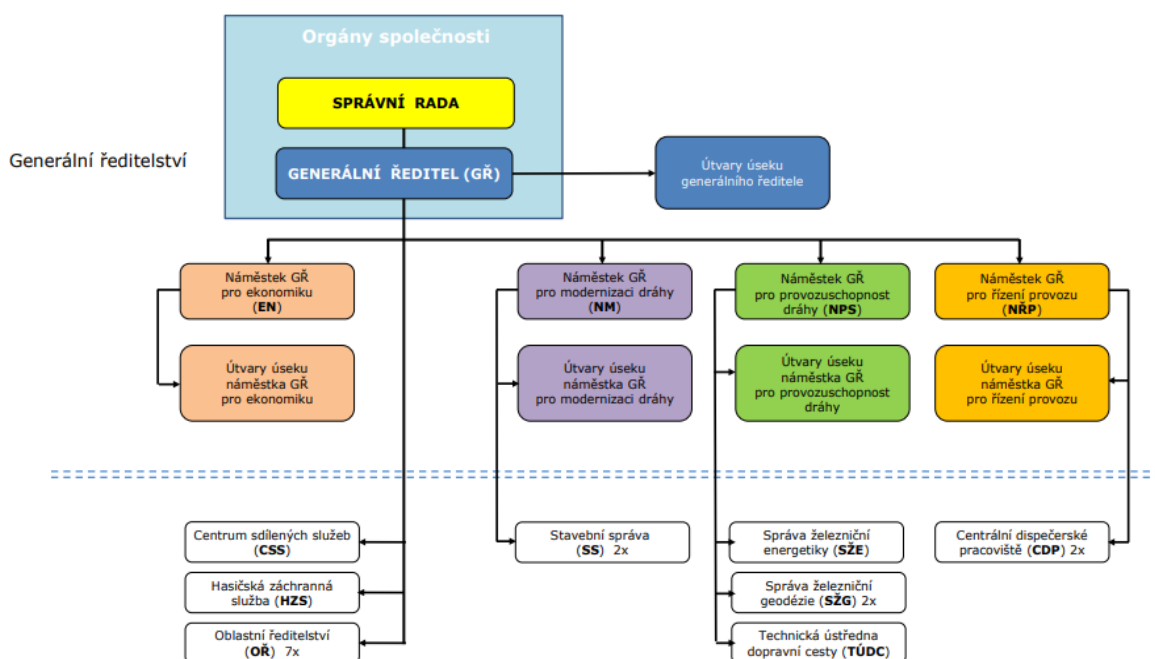 Orgány společnosti
SPRÁVNÍ RADA
Generální ředitelství
GENERÁLNÍ ŘEDITEL (GŘ)
Útvary úseku
generálního ředitele
Náměstek GŘ
pro ekonomiku
(EN)
Náměstek GŘ
pro modernizaci dráhy
(NM)
Náměstek GŘ
pro provozuschopnost
dráhy (NPS)
Náměstek GŘ
pro řízení provozu
(NŘP)
Útvary úseku
náměstka GŘ
pro ekonomiku
Útvary úseku
náměstka GŘ
pro modernizaci dráhy
Útvary úseku
náměstka GŘ
pro provozuschopnost
dráhy
Útvary úseku
náměstka GŘ
pro řízení provozu
Centrum sdílených služeb
(CSS)
Stavební správa
(SS) 2x
Správa železniční
energetiky (SŽE)
Centrální dispečerské
pracoviště (CDP) 2x
Hasičská záchranná
služba (HZS)
Správa železniční
geodézie (SŽG) 2x
Oblastní ředitelství
(OŘ) 7x
Technická ústředna
dopravní cesty (TÚDC)